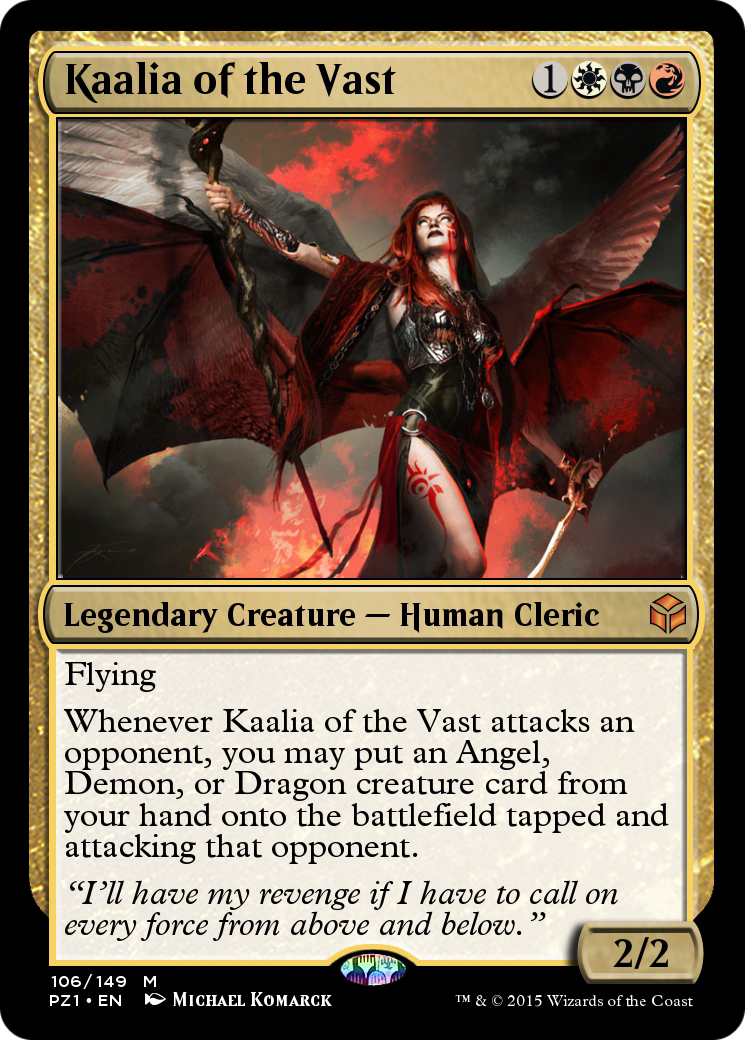 Kaalia of the Vast 1
Legendary Creature — Human Cleric
Flying
Whenever Kaalia of the Vast attacks an
opponent, you may put an Angel,
Demon, or Dragon creature card from
your hand onto the battlefield tapped and
attacking that opponent.
“I’ll have my revenge if I have to call on
every force from above and below.”
2/2
106/149 M
PZ1 • EN Michael Komarck
™ & © 2015 Wizards of the Coast